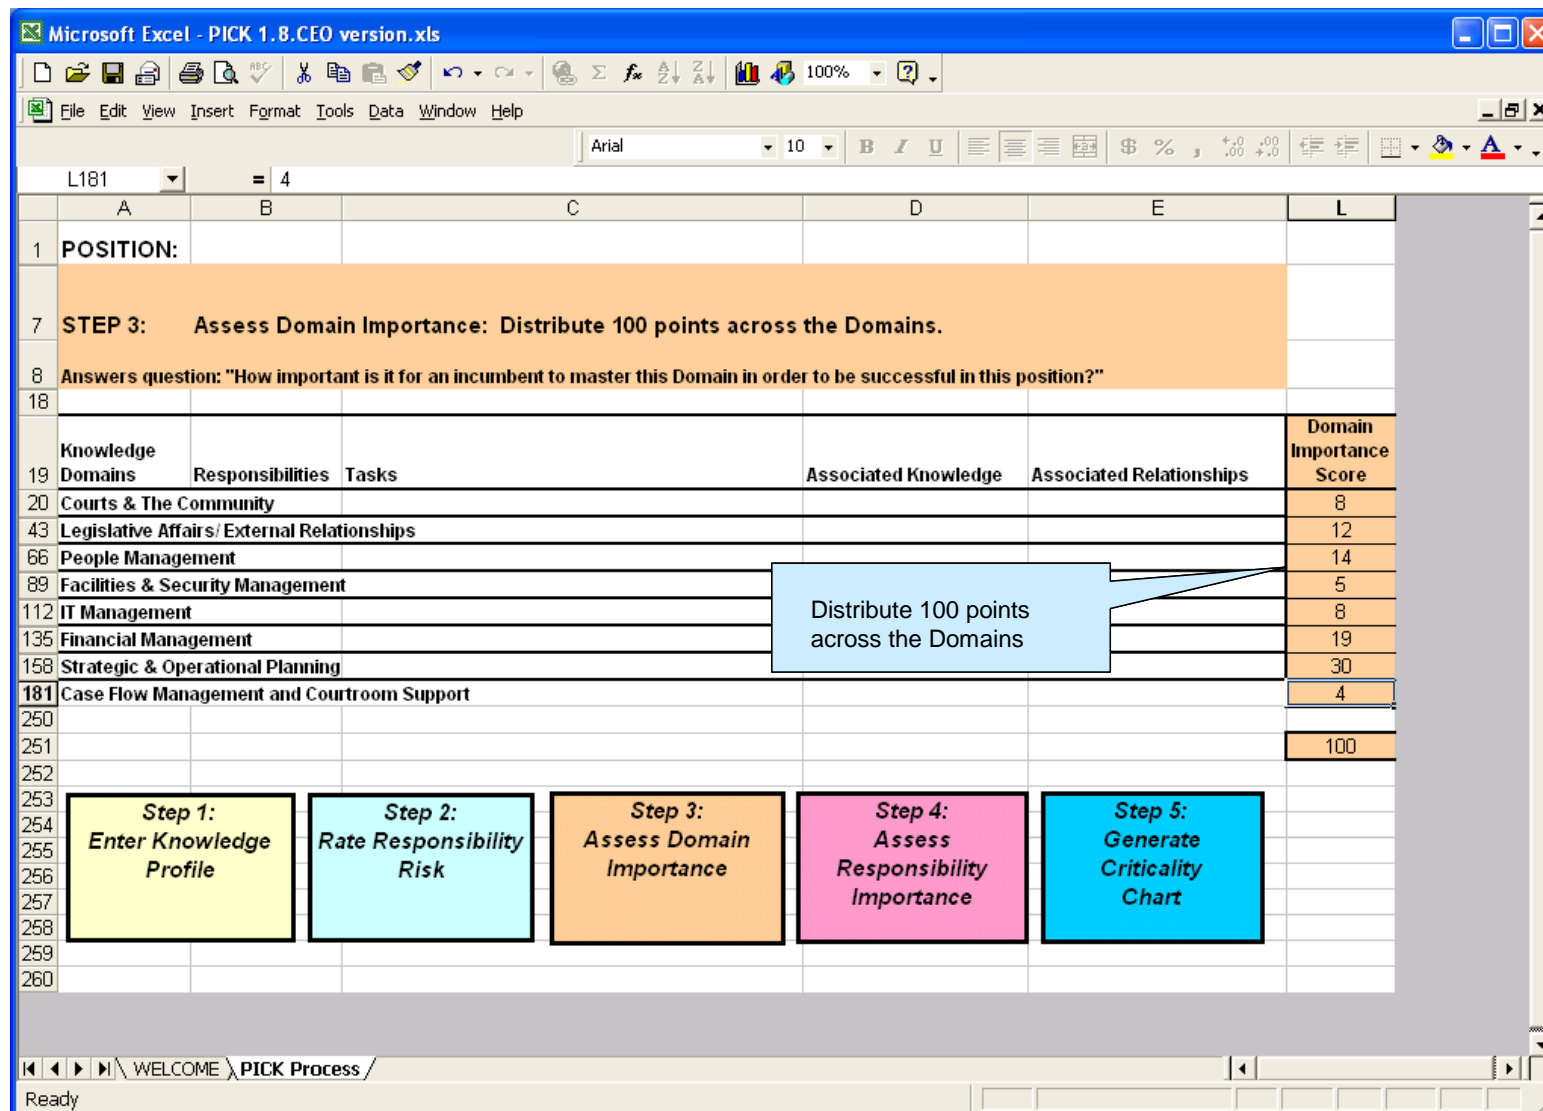 Microsoft Excel - PICK 1.8.CEO version.xls
100%
File Edit View Insert Format Tools Data Window Help
Arial 10 B I U $ % ,
L181 = 4
A B C D E L
1 POSITION:
7 STEP 3: Assess Domain Importance: Distribute 100 points across the Domains.
8 Answers question: "How important is it for an incumbent to master this Domain in order to be successful in this position?"
18
Domain
Knowledge Importance
19 Domains Responsibilities Tasks Associated Knowledge Associated Relationships Score
20 Courts & The Community 8
43 Legislative Affairs/ External Relationships 12
66 People Management 14
89 Facilities & Security Management 5
112 IT Management 8
135 Financial Management 19
158 Strategic & Operational Planning 30
181 Case Flow Management and Courtroom Support 4
Distribute 100 points
across the Domains
250
251 100
252
253
254
255
256
257
258
259
260
Step 1:
Enter Knowledge
Profile
Step 2:
Rate Responsibility
Risk
Step 3:
Assess Domain
Importance
Step 4:
Assess
Responsibility
Importance
Step 5:
Generate
Criticality
Chart
WELCOME PICK Process
Ready